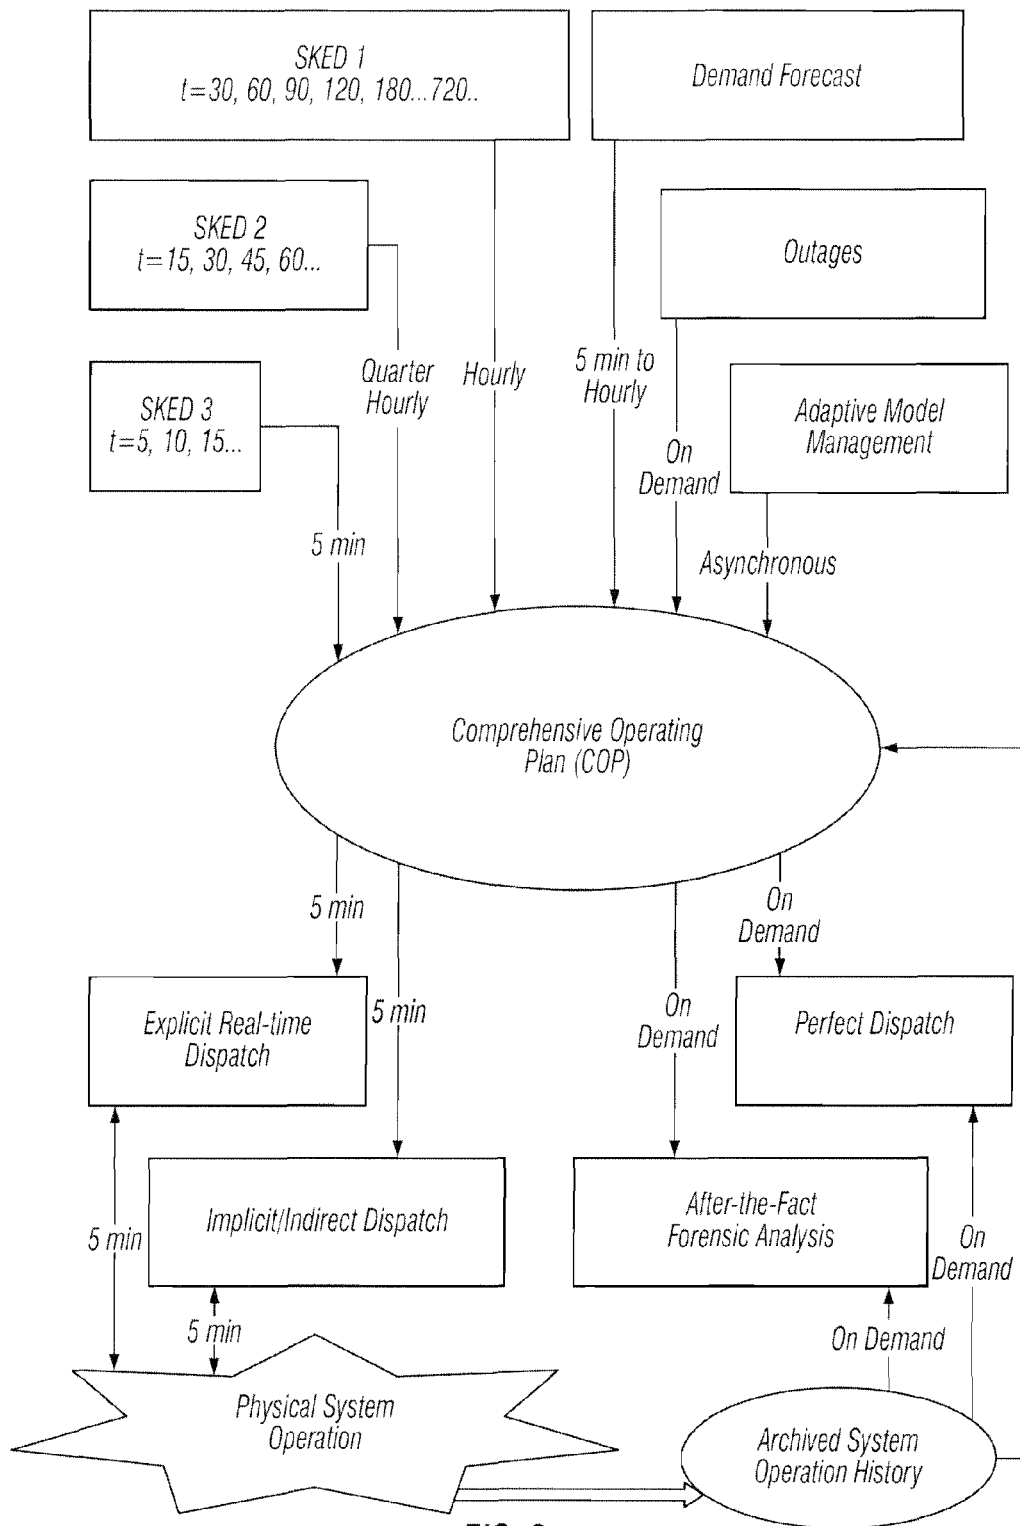 SKED 1
t=30, 60, 90, 120, 180...720..
Demand Forecast
SKED 2
t=15, 30, 45, 60...
Outages
SKED 3
t=5, 10, 15...
Quarter
Hourly
Hourly
5 min to
Hourly
On
Demand
Adaptive Model
Management
5 min
Asynchronous
Comprehensive Operating
Plan (COP)
5 min
5 min
On
Demand
On
Demand
Explicit Real-time
Dispatch
Perfect Dispatch
Implicit/Indirect Dispatch
After-the-Fact
Forensic Analysis
5 min
5 min
On Demand
On
Demand
Physical System
Operation
Archived System
Operation History